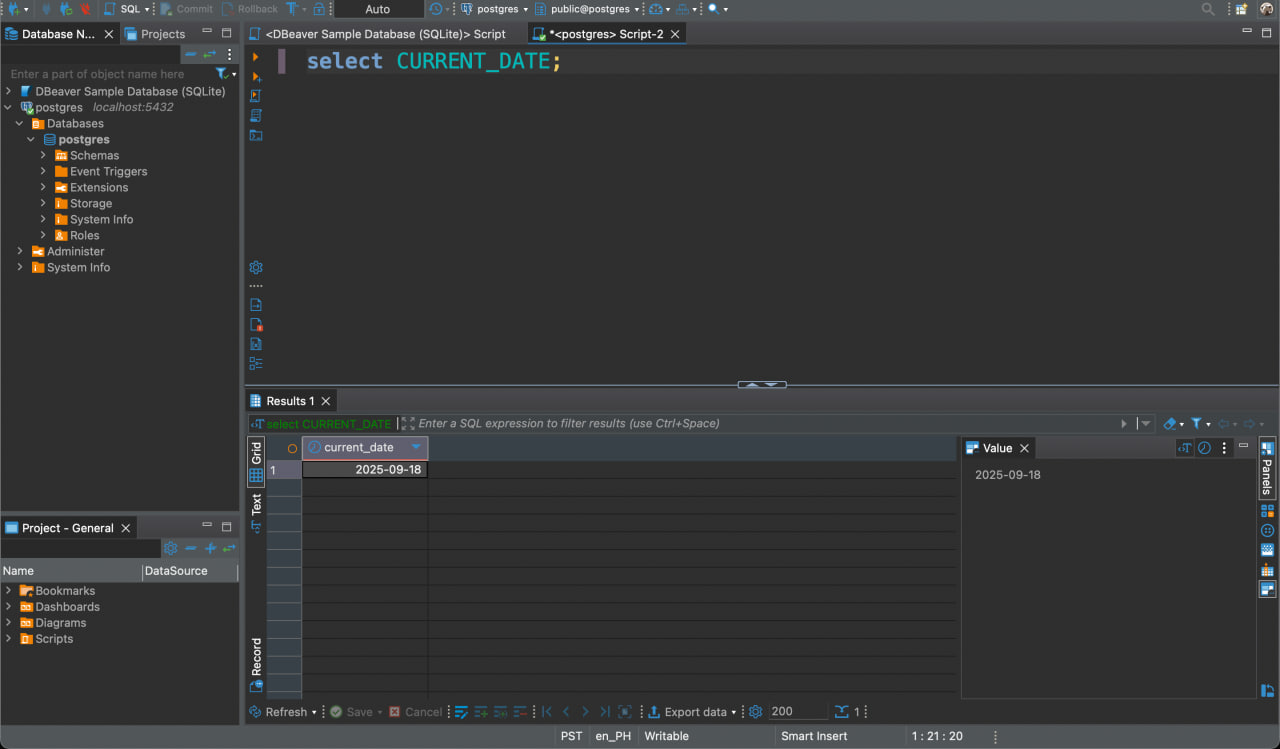 SQL Commit Rollback Auto postgres public@postgres
Database N... Projects <DBeaver Sample Database (SQLite)> Script *<postgres> Script-2
Enter a part of object name here
DBeaver Sample Database (SQLite)
postgres localhost:5432
Databases
postgres
Schemas
Event Triggers
Extensions
Storage
System Info
Roles
Administer
System Info
select CURRENT_DATE;
Project - General
Name DataSource
Bookmarks
Dashboards
Diagrams
Scripts
Results 1
select CURRENT_DATE Enter a SQL expression to filter results (use Ctrl+Space)
Grid
Text
Record
current_date
1 2025-09-18
Value
2025-09-18
Panels
Refresh Save Cancel Export data 200 1
PST en_PH Writable Smart Insert 1 : 21 : 20